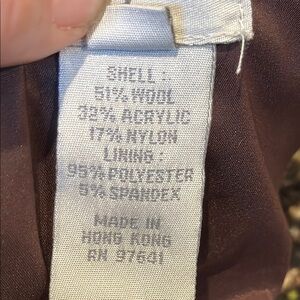 SHELL:
51% WOOL
32% ACRYLIC
17% NYLON
LINING:
95% POLYESTER
5% SPANDEX
MADE IN
HONG KONG
RN 97641